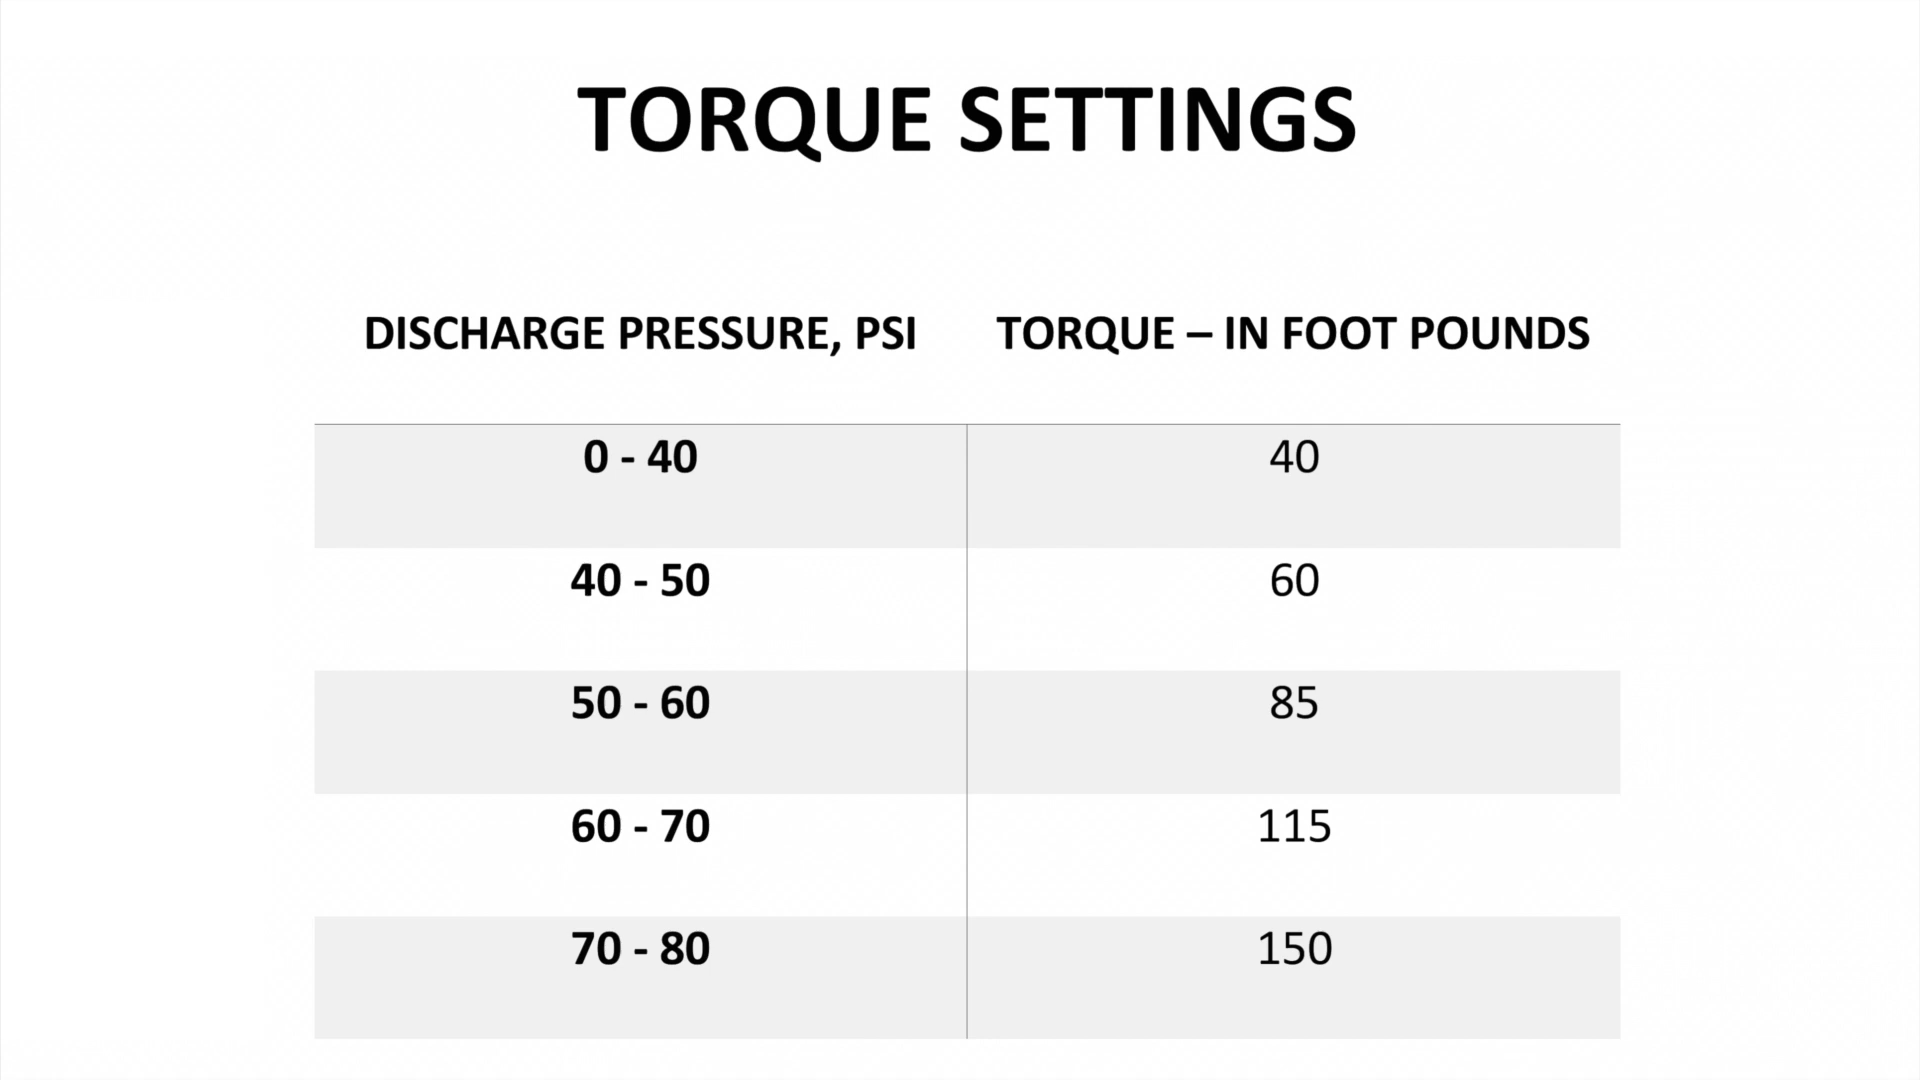 TORQUE SETTINGS
DISCHARGE PRESSURE, PSI TORQUE – IN FOOT POUNDS
0 - 40 40
40 - 50 60
50 - 60 85
60 - 70 115
70 - 80 150